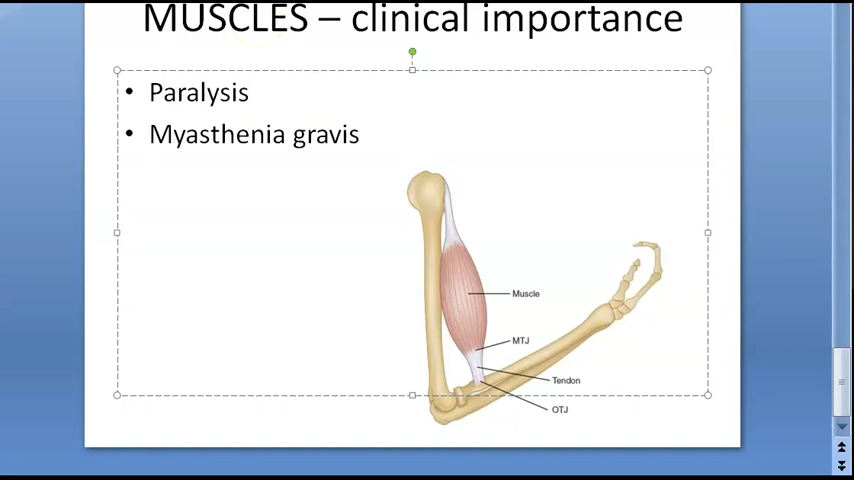 MUSCLES – clinical importance
• Paralysis
• Myasthenia gravis
Muscle
MTJ
Tendon
OTJ